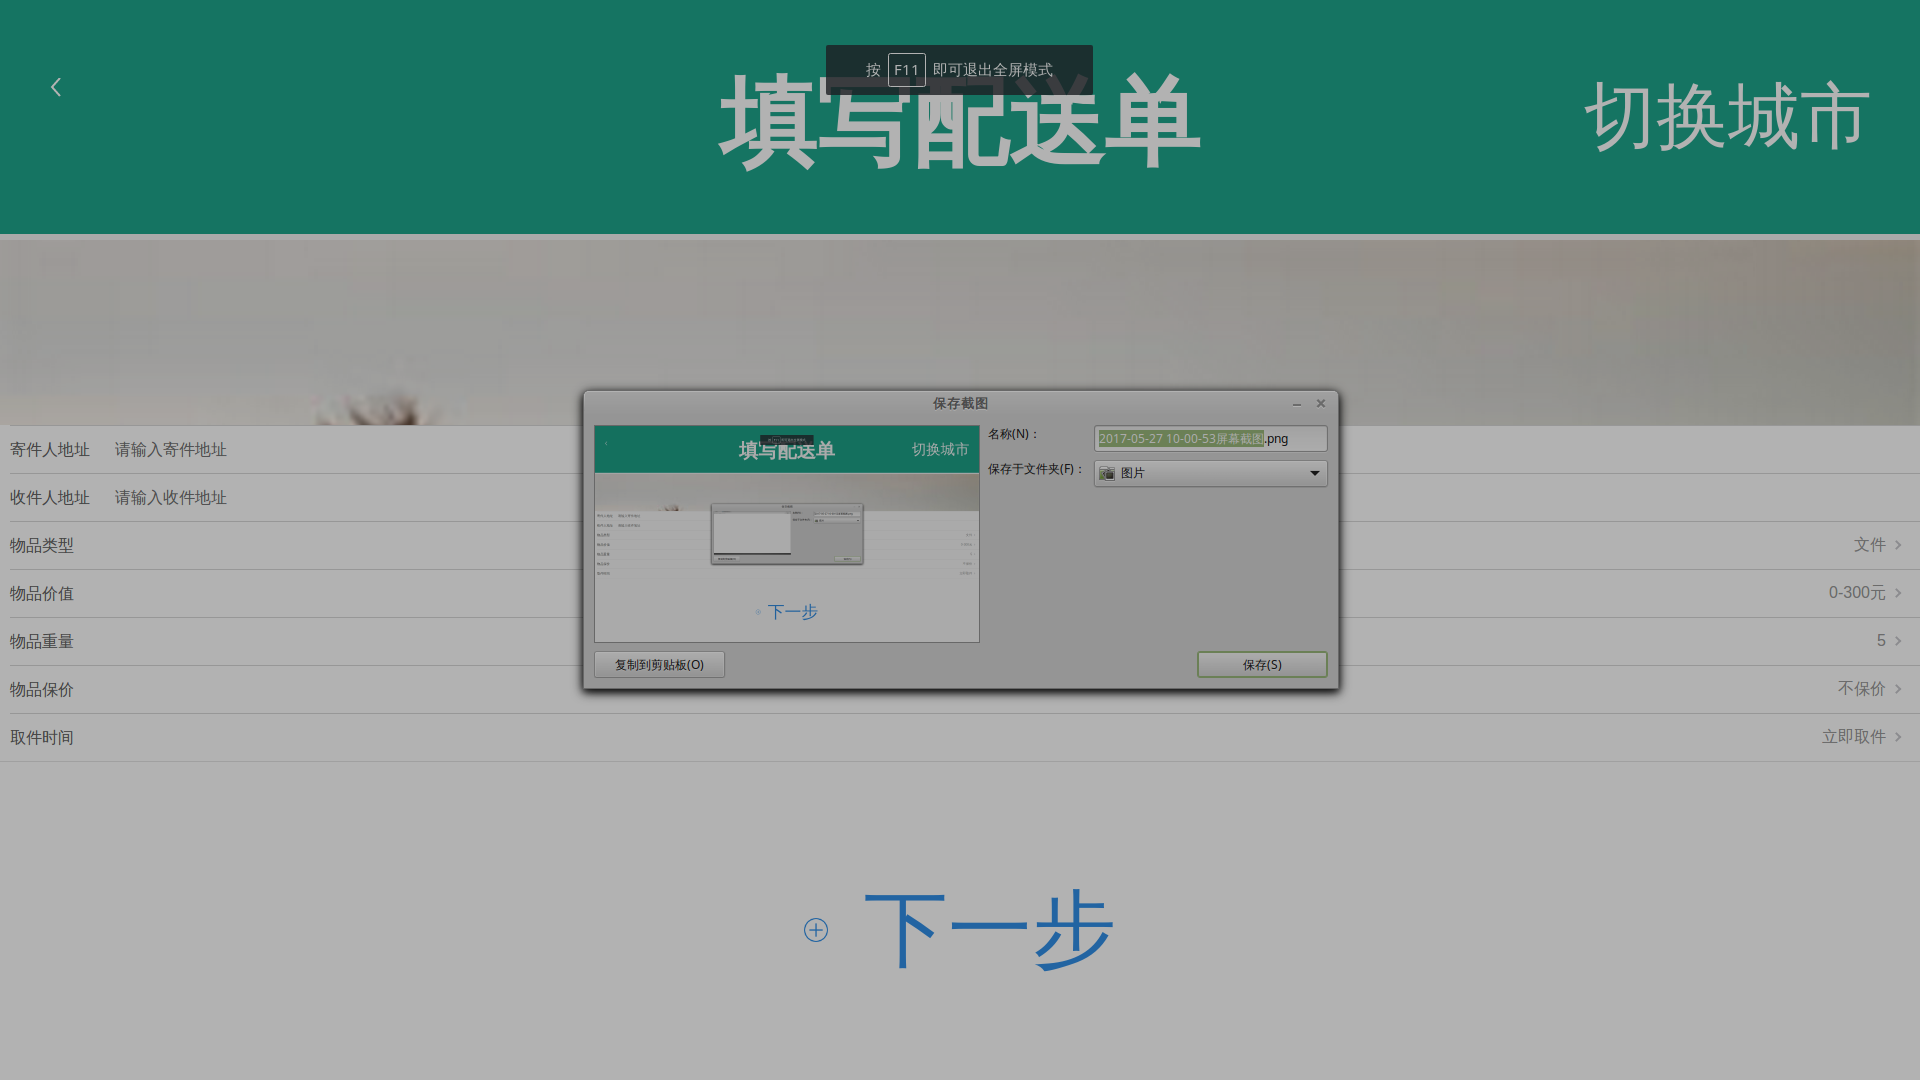 按 F11 即可退出全屏模式
填写配送单
切换城市
保存截图
填写配送单
切换城市
下一步
名称(N)：
2017-05-27 10-00-53屏幕截图.png
保存于文件夹(F)：
图片
复制到剪贴板(O)
保存(S)
寄件人地址 请输入寄件地址
收件人地址 请输入收件地址
物品类型 文件
物品价值 0-300元
物品重量 5
物品保价 不保价
取件时间 立即取件
下一步